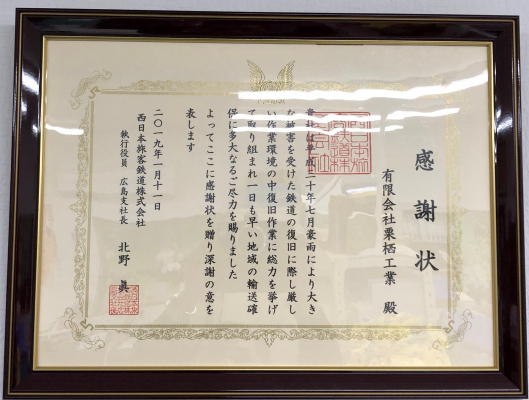 感謝状
有限会社栗栖工業 殿
貴社は平成三十年七月豪雨により大き
な被害を受けた鉄道の復旧に際し厳し
い作業環境の中復旧作業に総力を挙げ
て取り組まれ一日も早い地域の輸送確
保に多大なるご尽力を賜りました
よってここに感謝状を贈り深謝の意を
表します
二〇一九年一月十一日
西日本旅客鉄道株式会社
執行役員 広島支社長 北野 眞